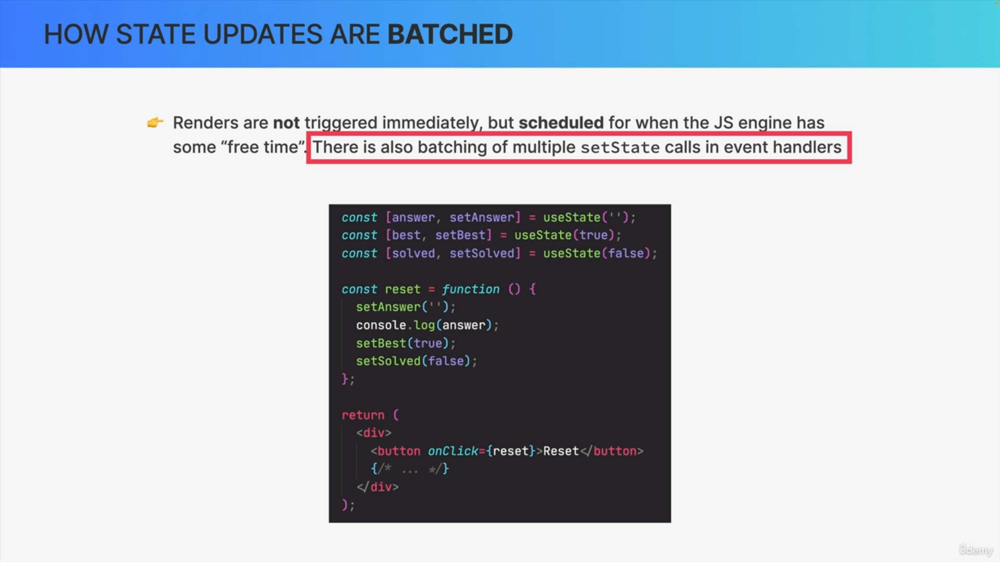 HOW STATE UPDATES ARE BATCHED
👉 Renders are not triggered immediately, but scheduled for when the JS engine has
some “free time”. There is also batching of multiple setState calls in event handlers
const [answer, setAnswer] = useState('');
const [best, setBest] = useState(true);
const [solved, setSolved] = useState(false);
const reset = function () {
setAnswer('');
console.log(answer);
setBest(true);
setSolved(false);
};
return (
<div>
<button onClick={reset}>Reset</button>
{/* ... */}
</div>
);
ûdemy